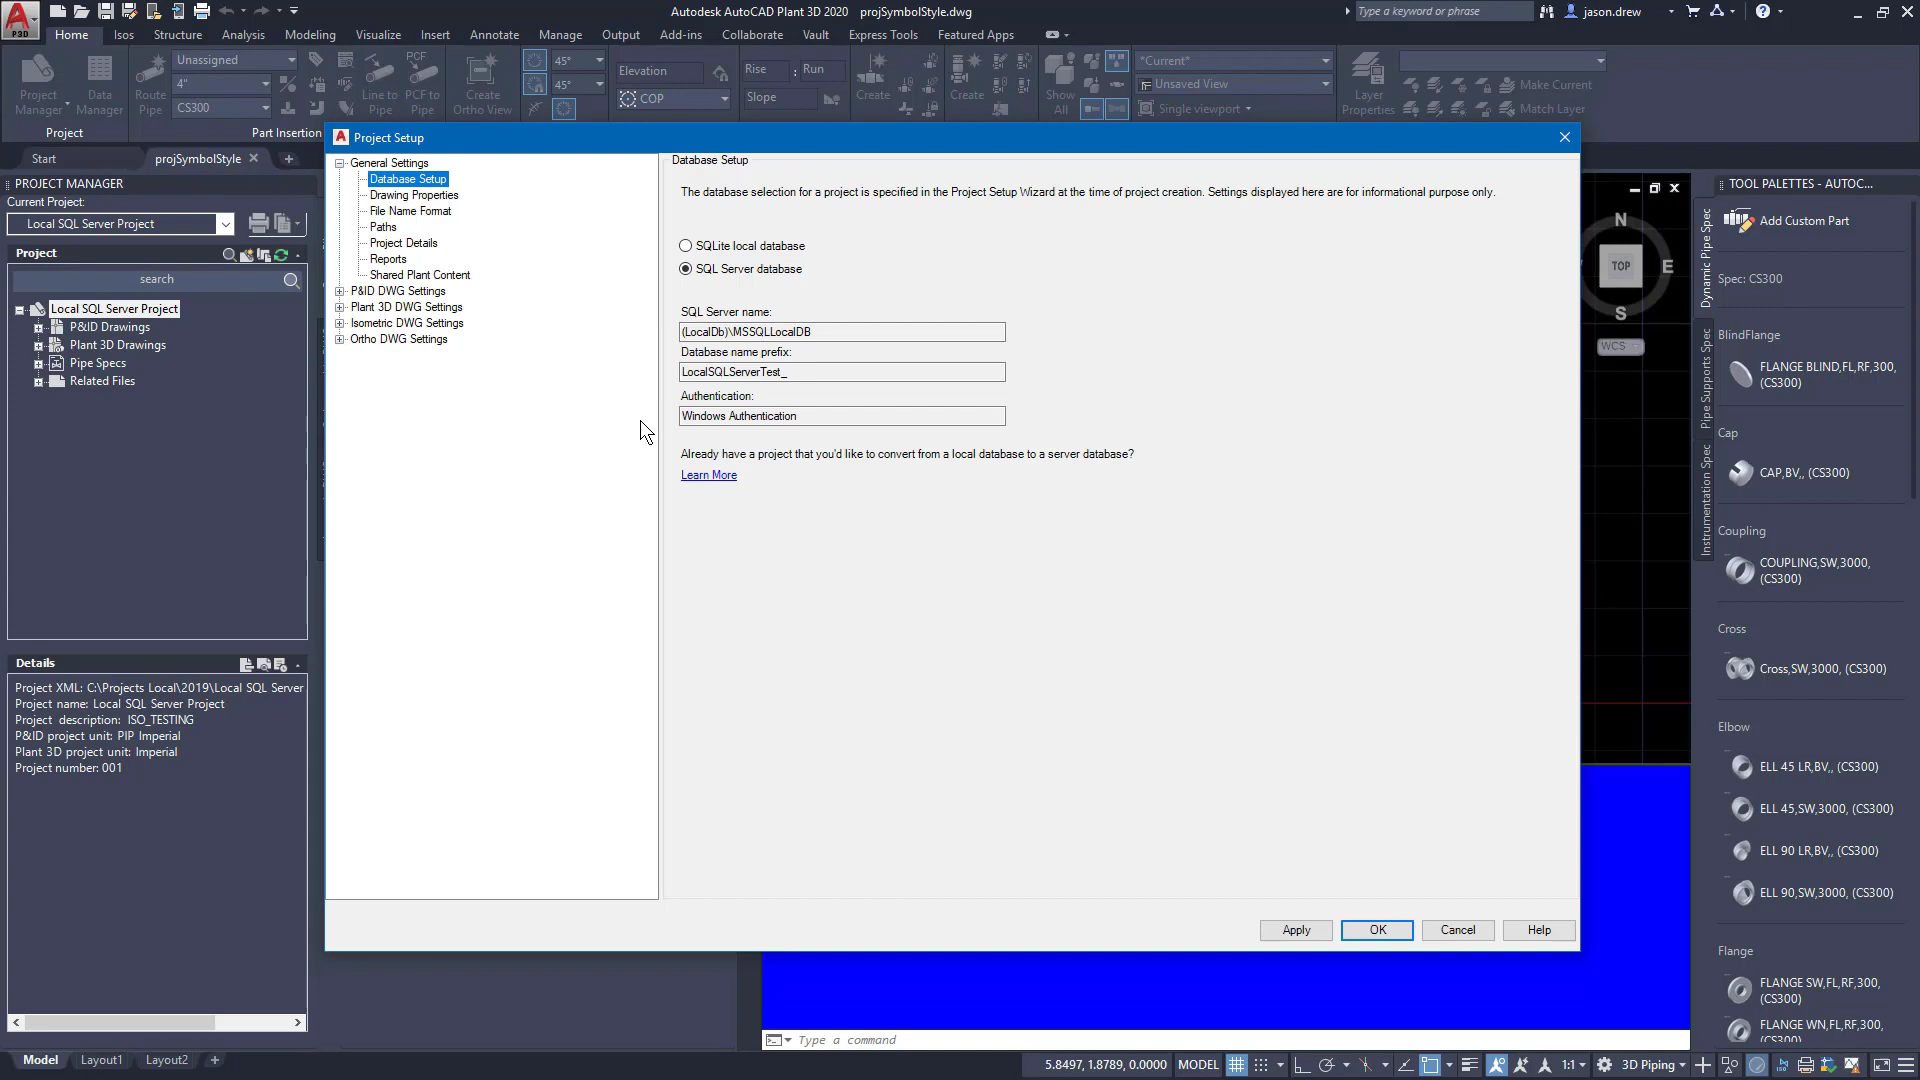 Autodesk AutoCAD Plant 3D 2020 projSymbolStyle.dwg
Type a keyword or phrase
jason.drew
P3D
Home Isos Structure Analysis Modeling Visualize Insert Annotate Manage Output Add-ins Collaborate Vault Express Tools Featured Apps
Project Manager
Data Manager
Route Pipe
Unassigned
4"
CS300
Line to Pipe
PCF to Pipe
PCF
Create Ortho View
45°
45°
Elevation
COP
Rise : Run
Slope
Create
Create
Show All
*Current*
Unsaved View
Single viewport
Layer Properties
Make Current
Match Layer
Project
Part Insertion
Start
projSymbolStyle
PROJECT MANAGER
Current Project:
Local SQL Server Project
Project
search
Local SQL Server Project
P&ID Drawings
Plant 3D Drawings
Pipe Specs
Related Files
Details
Project XML: C:\Projects Local\2019\Local SQL Server
Project name: Local SQL Server Project
Project description: ISO_TESTING
P&ID project unit: PIP Imperial
Plant 3D project unit: Imperial
Project number: 001
Model Layout1 Layout2
Project Setup
General Settings
Database Setup
Drawing Properties
File Name Format
Paths
Project Details
Reports
Shared Plant Content
P&ID DWG Settings
Plant 3D DWG Settings
Isometric DWG Settings
Ortho DWG Settings
Database Setup
The database selection for a project is specified in the Project Setup Wizard at the time of project creation. Settings displayed here are for informational purpose only.
SQLite local database
SQL Server database
SQL Server name:
(LocalDb)\MSSQLLocalDB
Database name prefix:
LocalSQLServerTest_
Authentication:
Windows Authentication
Already have a project that you'd like to convert from a local database to a server database?
Learn More
Apply OK Cancel Help
N
TOP
E
S
WCS
TOOL PALETTES - AUTOC...
Dynamic Pipe Spec
Pipe Supports Spec
Instrumentation Spec
Add Custom Part
Spec: CS300
BlindFlange
FLANGE BLIND,FL,RF,300,
(CS300)
Cap
CAP,BV,, (CS300)
Coupling
COUPLING,SW,3000,
(CS300)
Cross
Cross,SW,3000, (CS300)
Elbow
ELL 45 LR,BV,, (CS300)
ELL 45,SW,3000, (CS300)
ELL 90 LR,BV,, (CS300)
ELL 90,SW,3000, (CS300)
Flange
FLANGE SW,FL,RF,300,
(CS300)
FLANGE WN,FL,RF,300,
(CS300)
Type a command
5.8497, 1.8789, 0.0000 MODEL 1:1 3D Piping